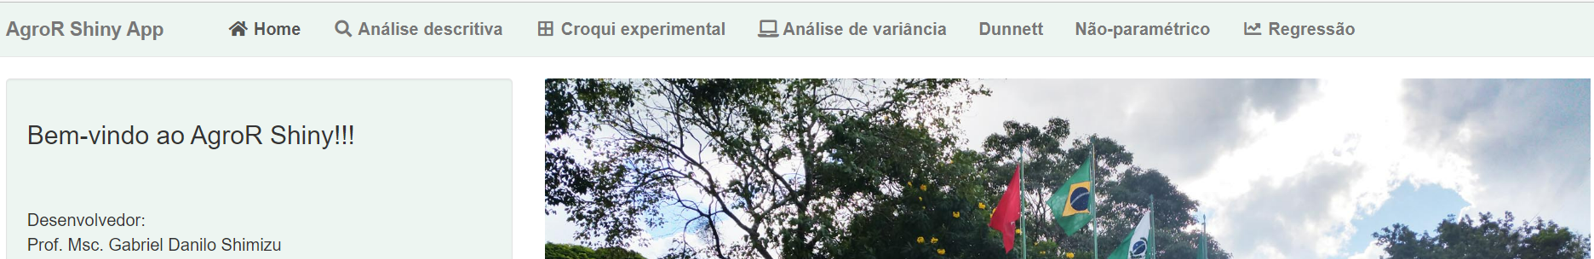 AgroR Shiny App Home Análise descritiva Croqui experimental Análise de variância Dunnett Não-paramétrico Regressão
Bem-vindo ao AgroR Shiny!!!
Desenvolvedor:
Prof. Msc. Gabriel Danilo Shimizu